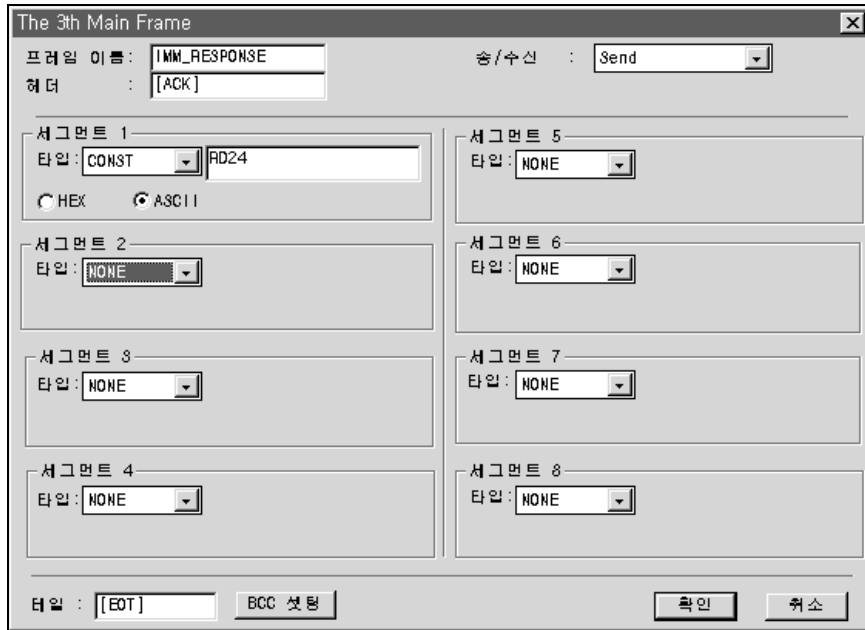 The 3th Main Frame
프레임 이름: IMM_RESPONSE
송/수신 : Send
헤더 : [ACK]
세그먼트 1
타입: CONST RD24
HEX ASCII
세그먼트 2
타입: NONE
세그먼트 3
타입: NONE
세그먼트 4
타입: NONE
세그먼트 5
타입: NONE
세그먼트 6
타입: NONE
세그먼트 7
타입: NONE
세그먼트 8
타입: NONE
테일 : [EOT]
BCC 셋팅
확인
취소